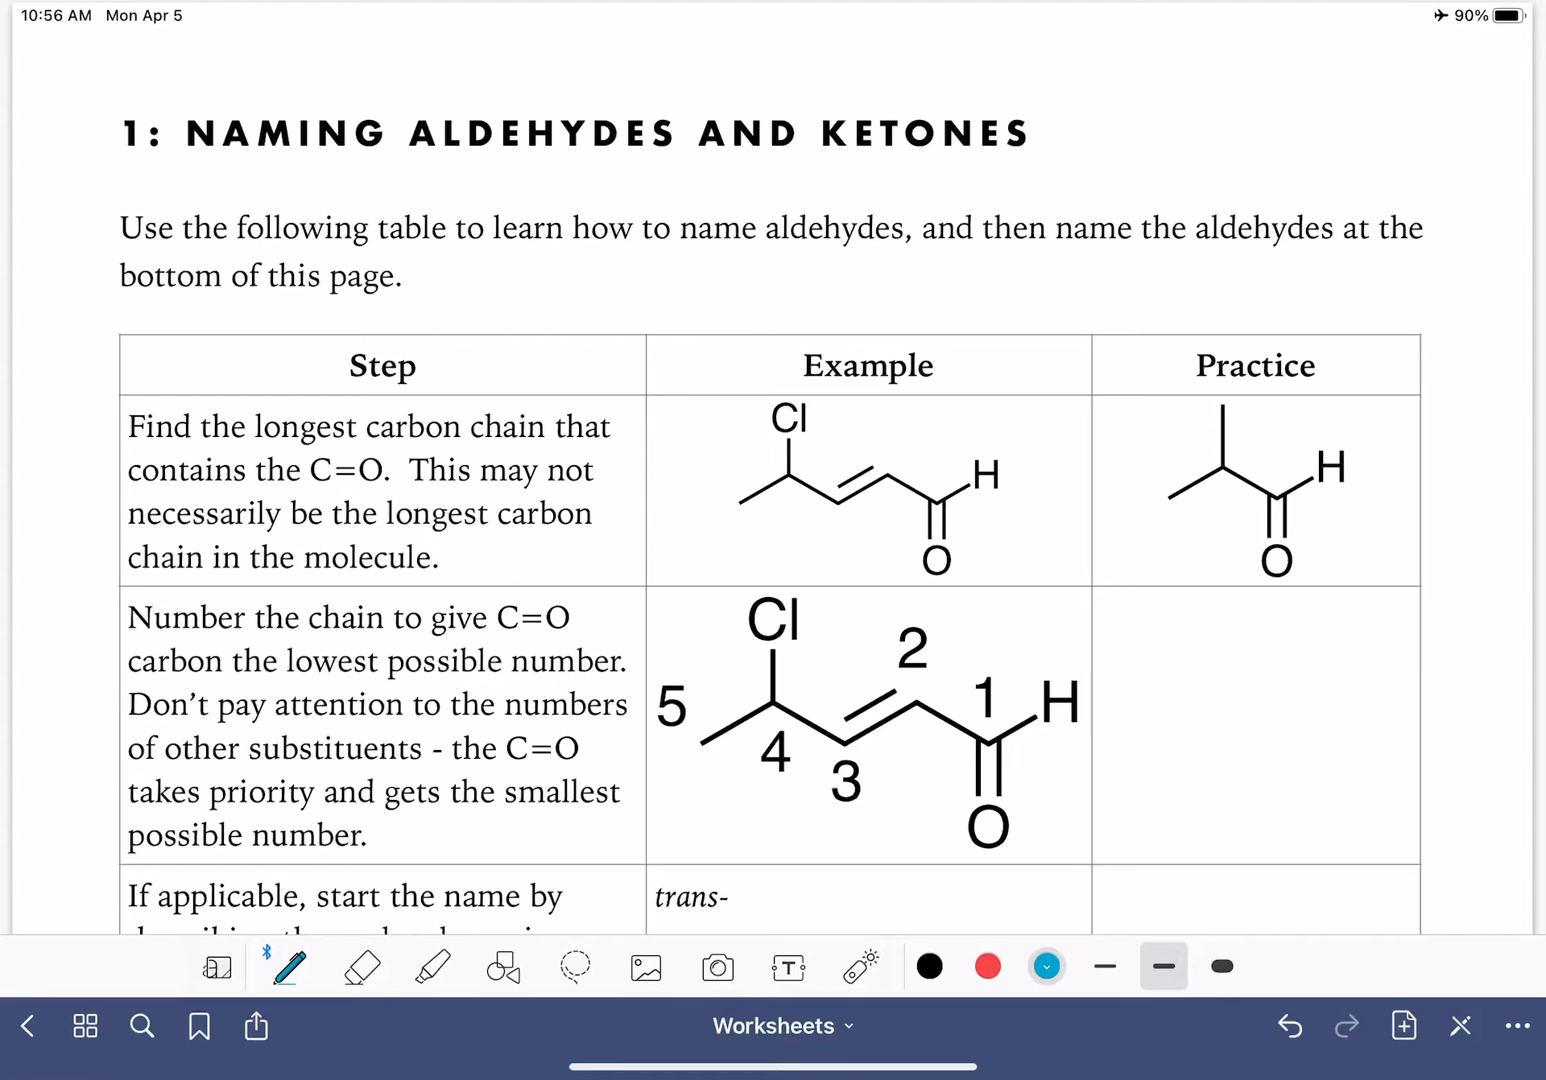 10:56 AM Mon Apr 5
90%
1: NAMING ALDEHYDES AND KETONES
Use the following table to learn how to name aldehydes, and then name the aldehydes at the
bottom of this page.
Step
Example
Practice
Find the longest carbon chain that
contains the C=O. This may not
necessarily be the longest carbon
chain in the molecule.
Cl
H
O
H
O
Number the chain to give C=O
carbon the lowest possible number.
Don't pay attention to the numbers
of other substituents - the C=O
takes priority and gets the smallest
possible number.
Cl
2
5
1
H
4
3
O
If applicable, start the name by
trans-
a
T
Worksheets